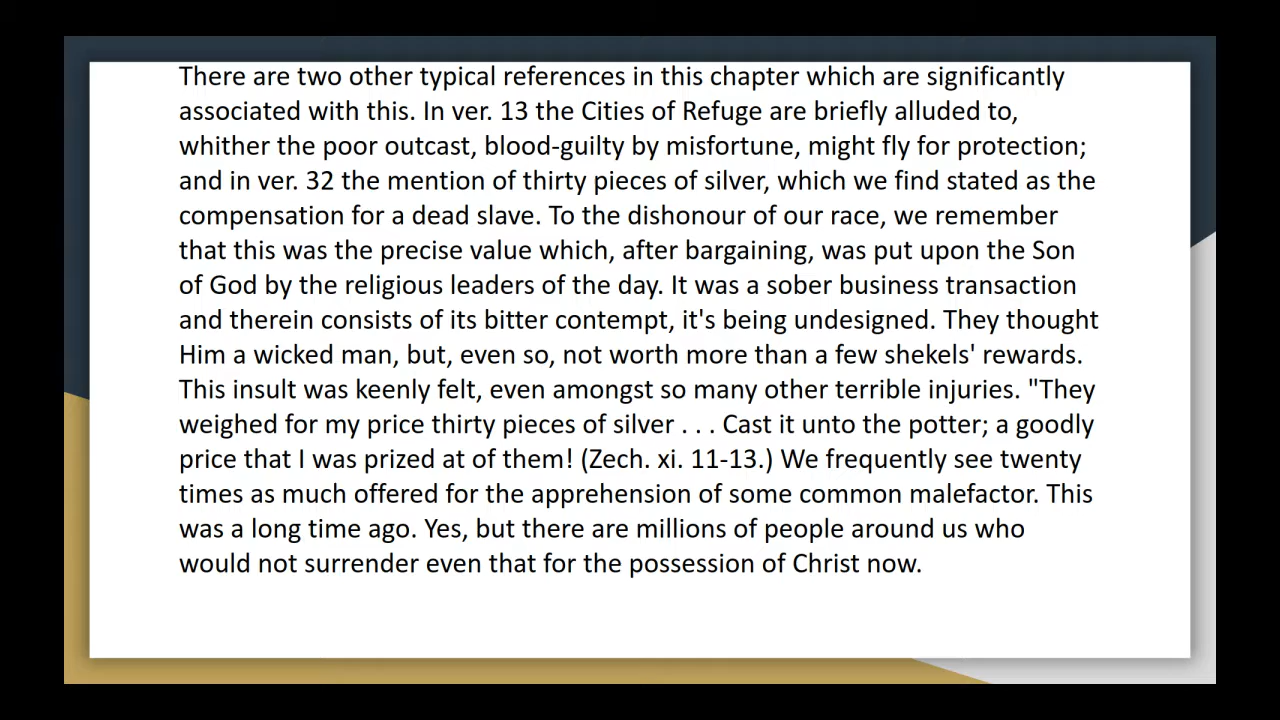 There are two other typical references in this chapter which are significantly
associated with this. In ver. 13 the Cities of Refuge are briefly alluded to,
whither the poor outcast, blood-guilty by misfortune, might fly for protection;
and in ver. 32 the mention of thirty pieces of silver, which we find stated as the
compensation for a dead slave. To the dishonour of our race, we remember
that this was the precise value which, after bargaining, was put upon the Son
of God by the religious leaders of the day. It was a sober business transaction
and therein consists of its bitter contempt, it's being undesigned. They thought
Him a wicked man, but, even so, not worth more than a few shekels' rewards.
This insult was keenly felt, even amongst so many other terrible injuries. "They
weighed for my price thirty pieces of silver . . . Cast it unto the potter; a goodly
price that I was prized at of them! (Zech. xi. 11-13.) We frequently see twenty
times as much offered for the apprehension of some common malefactor. This
was a long time ago. Yes, but there are millions of people around us who
would not surrender even that for the possession of Christ now.